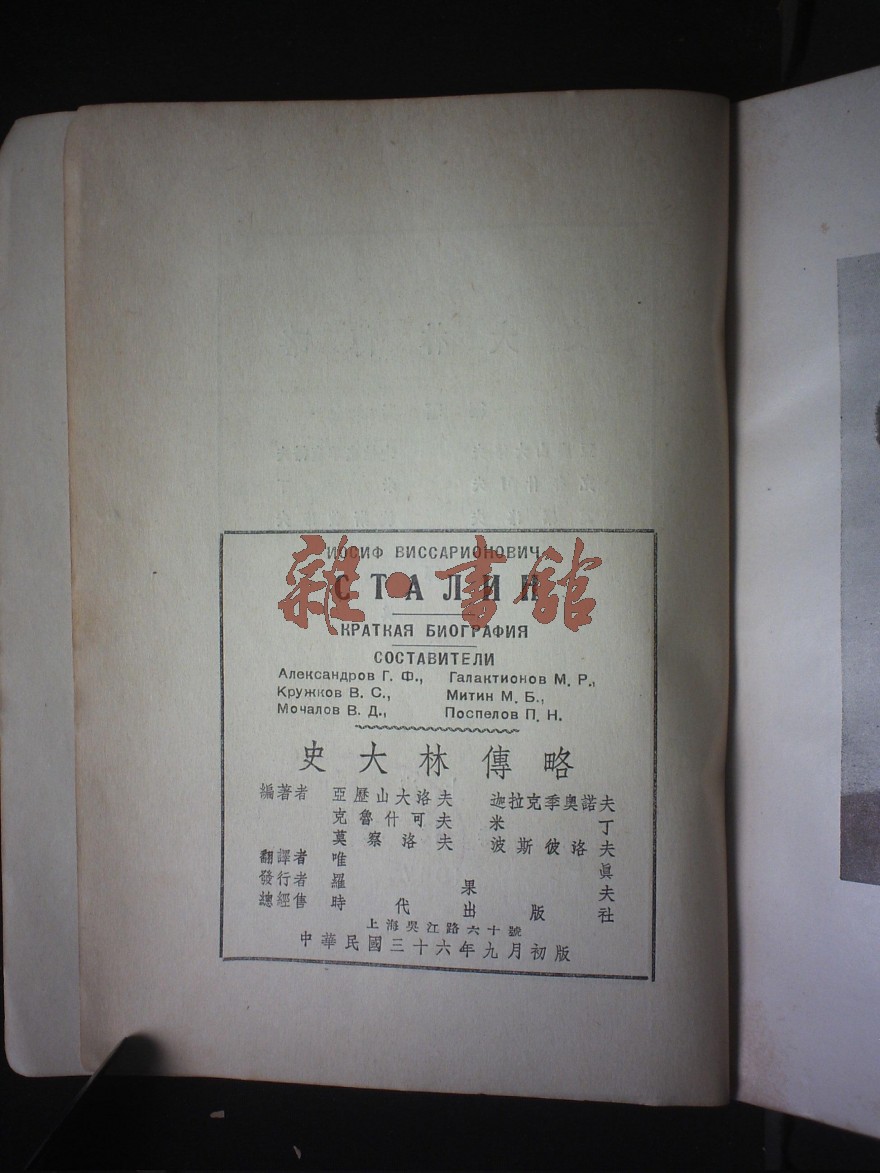 ИОСИФ ВИССАРИОНОВИЧ
СТАЛИН
雜·書館
КРАТКАЯ БИОГРАФИЯ
СОСТАВИТЕЛИ
Александров Г. Ф., Галактионов М. Р.,
Кружков В. С., Митин М. Б.,
Мочалов В. Д., Поспелов П. Н.
史大林傳略
編著者 亞歷山大洛夫 迦拉克季奧諾夫
克魯什可夫 米丁
莫察洛夫 波斯彼洛夫
翻譯者 唯眞
發行者 羅果夫
總經售 時代出版社
上海吳江路六十號
中華民國三十六年九月初版